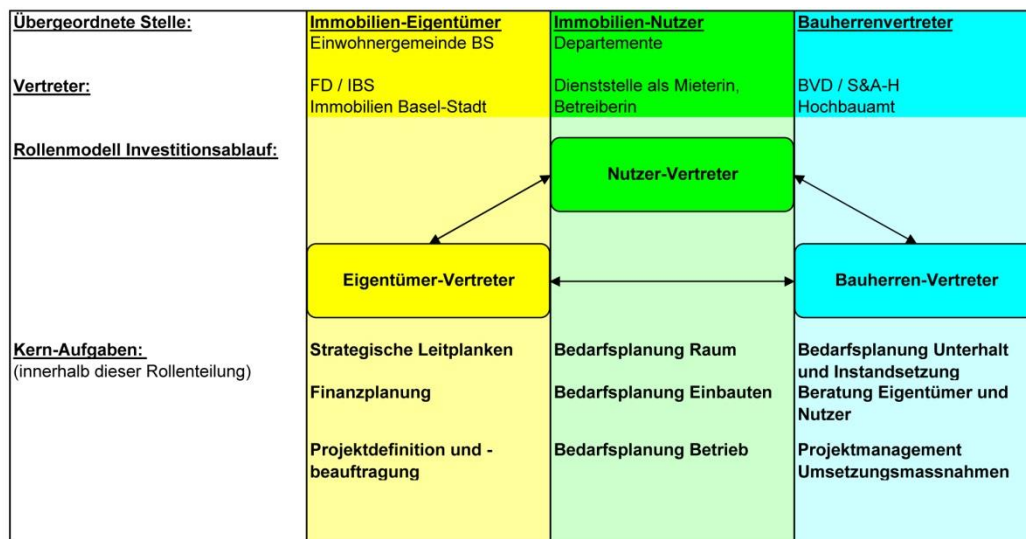 Übergeordnete Stelle:
Immobilien-Eigentümer
Immobilien-Nutzer
Bauherrenvertreter
Einwohnergemeinde BS
Departemente
Vertreter:
FD / IBS
Immobilien Basel-Stadt
Dienststelle als Mieterin,
Betreiberin
BVD / S&A-H
Hochbauamt
Rollenmodell Investitionsablauf:
Nutzer-Vertreter
Eigentümer-Vertreter
Bauherren-Vertreter
Kern-Aufgaben:
(innerhalb dieser Rollenteilung)
Strategische Leitplanken
Bedarfsplanung Raum
Bedarfsplanung Unterhalt
und Instandsetzung
Finanzplanung
Bedarfsplanung Einbauten
Beratung Eigentümer und
Nutzer
Projektdefinition und -
beauftragung
Bedarfsplanung Betrieb
Projektmanagement
Umsetzungsmassnahmen